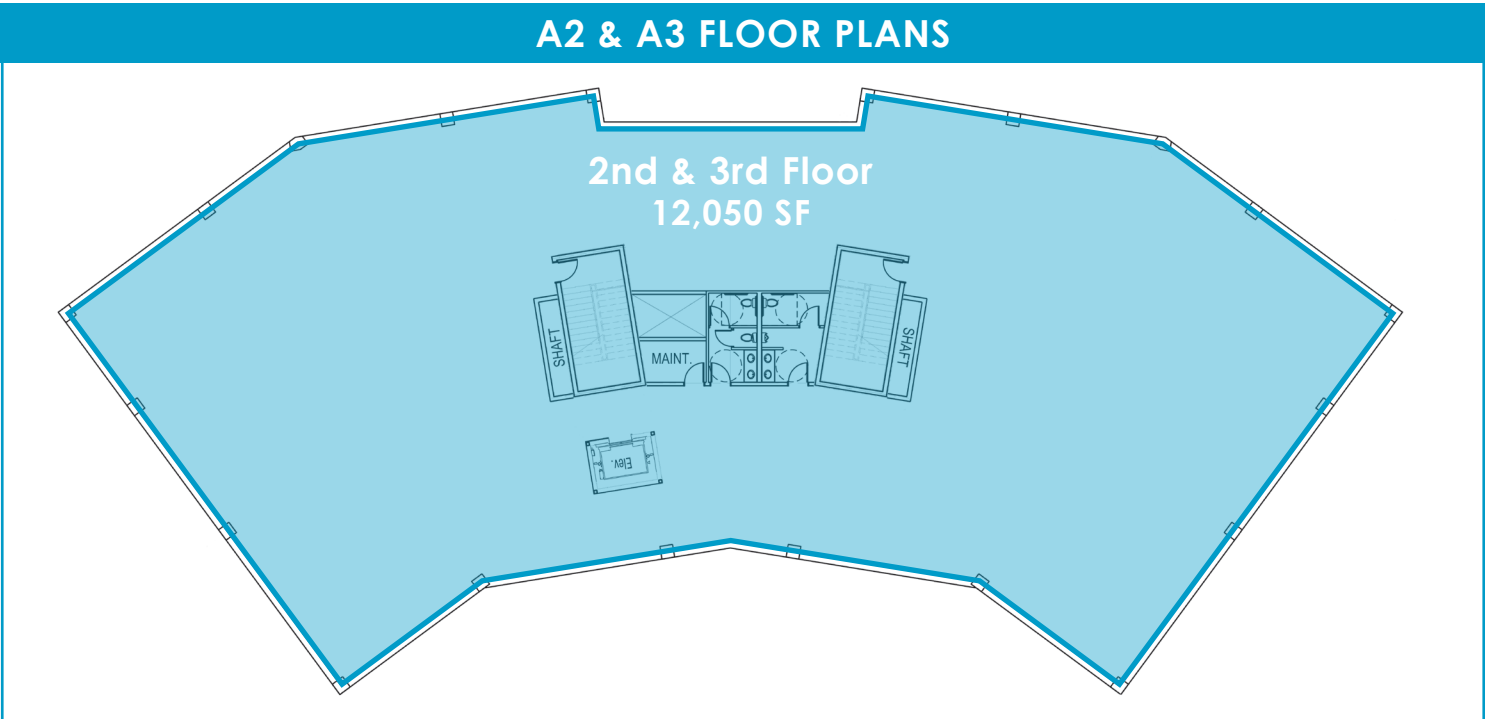 A2 & A3 FLOOR PLANS
2nd & 3rd Floor
12,050 SF
SHAFT
MAINT.
SHAFT
Elev.